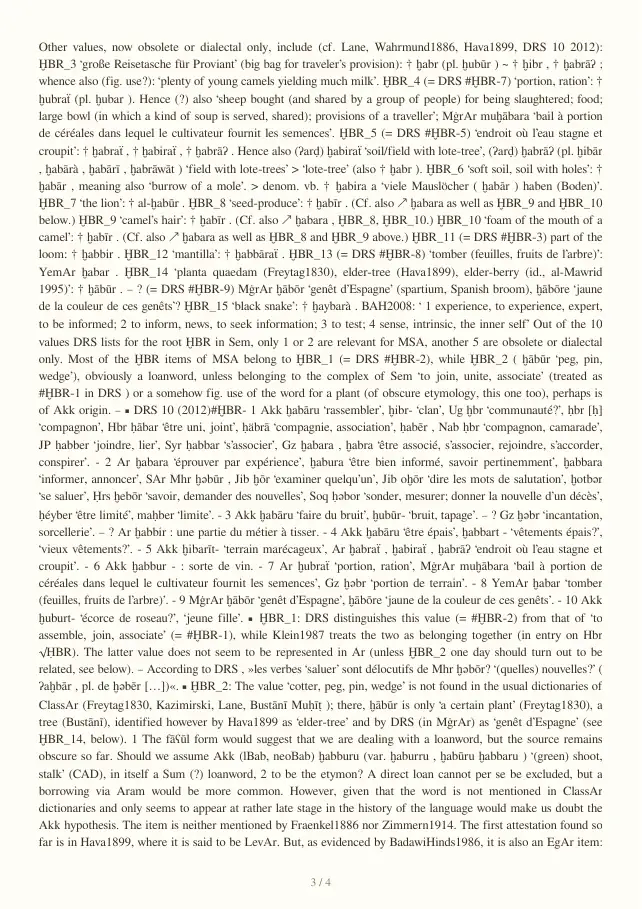 Other values, now obsolete or dialectal only, include (cf. Lane, Wahrmund1886, Hava1899, DRS 10 2012):
ḪBR_3 ‘große Reisetasche für Proviant’ (big bag for traveler’s provision): † ḫabr (pl. ḫubūr ) ~ † ḫibr , † ḫabrāʔ ;
whence also (fig. use?): ‘plenty of young camels yielding much milk’. ḪBR_4 (= DRS #ḪBR-7) ‘portion, ration’: †
ḫubraẗ (pl. ḫubar ). Hence (?) also ‘sheep bought (and shared by a group of people) for being slaughtered; food;
large bowl (in which a kind of soup is served, shared); provisions of a traveller’; MġrAr muḫābara ‘bail à portion
de céréales dans lequel le cultivateur fournit les semences’. ḪBR_5 (= DRS #ḪBR-5) ‘endroit où l’eau stagne et
croupit’: † ḫabraẗ , † ḫabiraẗ , † ḫabrāʔ . Hence also (ʔarḍ) ḫabiraẗ ‘soil/field with lote-tree’, (ʔarḍ) ḫabrāʔ (pl. ḫibār
, ḫabārà , ḫabārī , ḫabrāwāt ) ‘field with lote-trees’ > ‘lote-tree’ (also † ḫabr ). ḪBR_6 ‘soft soil, soil with holes’: †
ḫabār , meaning also ‘burrow of a mole’. > denom. vb. † ḫabira a ‘viele Mauslöcher ( ḫabār ) haben (Boden)’.
ḪBR_7 ‘the lion’: † al-ḫabūr . ḪBR_8 ‘seed-produce’: † ḫabīr . (Cf. also ↗ ḫabara as well as ḪBR_9 and ḪBR_10
below.) ḪBR_9 ‘camel’s hair’: † ḫabīr . (Cf. also ↗ ḫabara , ḪBR_8, ḪBR_10.) ḪBR_10 ‘foam of the mouth of a
camel’: † ḫabīr . (Cf. also ↗ ḫabara as well as ḪBR_8 and ḪBR_9 above.) ḪBR_11 (= DRS #ḪBR-3) part of the
loom: † ḫabbir . ḪBR_12 ‘mantilla’: † ḫabbāraẗ . ḪBR_13 (= DRS #ḪBR-8) ‘tomber (feuilles, fruits de l’arbre)’:
YemAr ḫabar . ḪBR_14 ‘planta quaedam (Freytag1830), elder-tree (Hava1899), elder-berry (id., al-Mawrid
1995)’: † ḫābūr . – ? (= DRS #ḪBR-9) MġrAr ḫābōr ‘genêt d’Espagne’ (spartium, Spanish broom), ḫābōre ‘jaune
de la couleur de ces genêts’? ḪBR_15 ‘black snake’: † ḫaybarà . BAH2008: ‘ 1 experience, to experience, expert,
to be informed; 2 to inform, news, to seek information; 3 to test; 4 sense, intrinsic, the inner self’ Out of the 10
values DRS lists for the root ḪBR in Sem, only 1 or 2 are relevant for MSA, another 5 are obsolete or dialectal
only. Most of the ḪBR items of MSA belong to ḪBR_1 (= DRS #ḪBR-2), while ḪBR_2 ( ḫābūr ‘peg, pin,
wedge’), obviously a loanword, unless belonging to the complex of Sem ‘to join, unite, associate’ (treated as
#ḪBR-1 in DRS ) or a somehow fig. use of the word for a plant (of obscure etymology, this one too), perhaps is
of Akk origin. – ▪ DRS 10 (2012)#ḪBR- 1 Akk ḫabāru ‘rassembler’, ḫibr- ‘clan’, Ug ḫbr ‘communauté?’, ḫbr [ḫ]
‘compagnon’, Hbr ḥābar ‘être uni, joint’, ḥäbrā ‘compagnie, association’, ḥabēr , Nab ḥbr ‘compagnon, camarade’,
JP ḥabber ‘joindre, lier’, Syr ḥabbar ‘s’associer’, Gz ḫabara , ḫabra ‘être associé, s’associer, rejoindre, s’accorder,
conspirer’. - 2 Ar ḫabara ‘éprouver par expérience’, ḫabura ‘être bien informé, savoir pertinemment’, ḫabbara
‘informer, annoncer’, SAr Mhr ḫəbūr , Jib ḫōr ‘examiner quelqu’un’, Jib oḫōr ‘dire les mots de salutation’, ḫotbər
‘se saluer’, Ḥrs ḫebōr ‘savoir, demander des nouvelles’, Soq ḥəbor ‘sonder, mesurer; donner la nouvelle d’un décès’,
ḥéyber ‘être limité’, maḥber ‘limite’. - 3 Akk ḫabāru ‘faire du bruit’, ḫubūr- ‘bruit, tapage’. – ? Gz ḫəbr ‘incantation,
sorcellerie’. – ? Ar ḫabbir : une partie du métier à tisser. - 4 Akk ḫabāru ‘être épais’, ḫabbart - ‘vêtements épais?’,
‘vieux vêtements?’. - 5 Akk ḫibarīt- ‘terrain marécageux’, Ar ḫabraẗ , ḫabiraẗ , ḫabrāʔ ‘endroit où l’eau stagne et
croupit’. - 6 Akk ḫabbur - : sorte de vin. - 7 Ar ḫubraẗ ‘portion, ration’, MġrAr muḫābara ‘bail à portion de
céréales dans lequel le cultivateur fournit les semences’, Gz ḫəbr ‘portion de terrain’. - 8 YemAr ḫabar ‘tomber
(feuilles, fruits de l’arbre)’. - 9 MġrAr ḫābōr ‘genêt d’Espagne’, ḫābōre ‘jaune de la couleur de ces genêts’. - 10 Akk
ḫuburt- ‘écorce de roseau?’, ‘jeune fille’. ▪ ḪBR_1: DRS distinguishes this value (= #ḪBR-2) from that of ‘to
assemble, join, associate’ (= #ḪBR-1), while Klein1987 treats the two as belonging together (in entry on Hbr
√ḤBR). The latter value does not seem to be represented in Ar (unless ḪBR_2 one day should turn out to be
related, see below). – According to DRS , »les verbes ‘saluer’ sont délocutifs de Mhr ḫəbōr? ‘(quelles) nouvelles?’ (
ʔaḫbār , pl. de ḫəbēr […])«. ▪ ḪBR_2: The value ‘cotter, peg, pin, wedge’ is not found in the usual dictionaries of
ClassAr (Freytag1830, Kazimirski, Lane, Bustānī Muḥīṭ ); there, ḫābūr is only ‘a certain plant’ (Freytag1830), a
tree (Bustānī), identified however by Hava1899 as ‘elder-tree’ and by DRS (in MġrAr) as ‘genêt d’Espagne’ (see
ḪBR_14, below). 1 The fāʕūl form would suggest that we are dealing with a loanword, but the source remains
obscure so far. Should we assume Akk (lBab, neoBab) ḫabburu (var. ḫaburru , ḫabūru ḫabbaru ) ‘(green) shoot,
stalk’ (CAD), in itself a Sum (?) loanword, 2 to be the etymon? A direct loan cannot per se be excluded, but a
borrowing via Aram would be more common. However, given that the word is not mentioned in ClassAr
dictionaries and only seems to appear at rather late stage in the history of the language would make us doubt the
Akk hypothesis. The item is neither mentioned by Fraenkel1886 nor Zimmern1914. The first attestation found so
far is in Hava1899, where it is said to be LevAr. But, as evidenced by BadawiHinds1986, it is also an EgAr item:
3 / 4